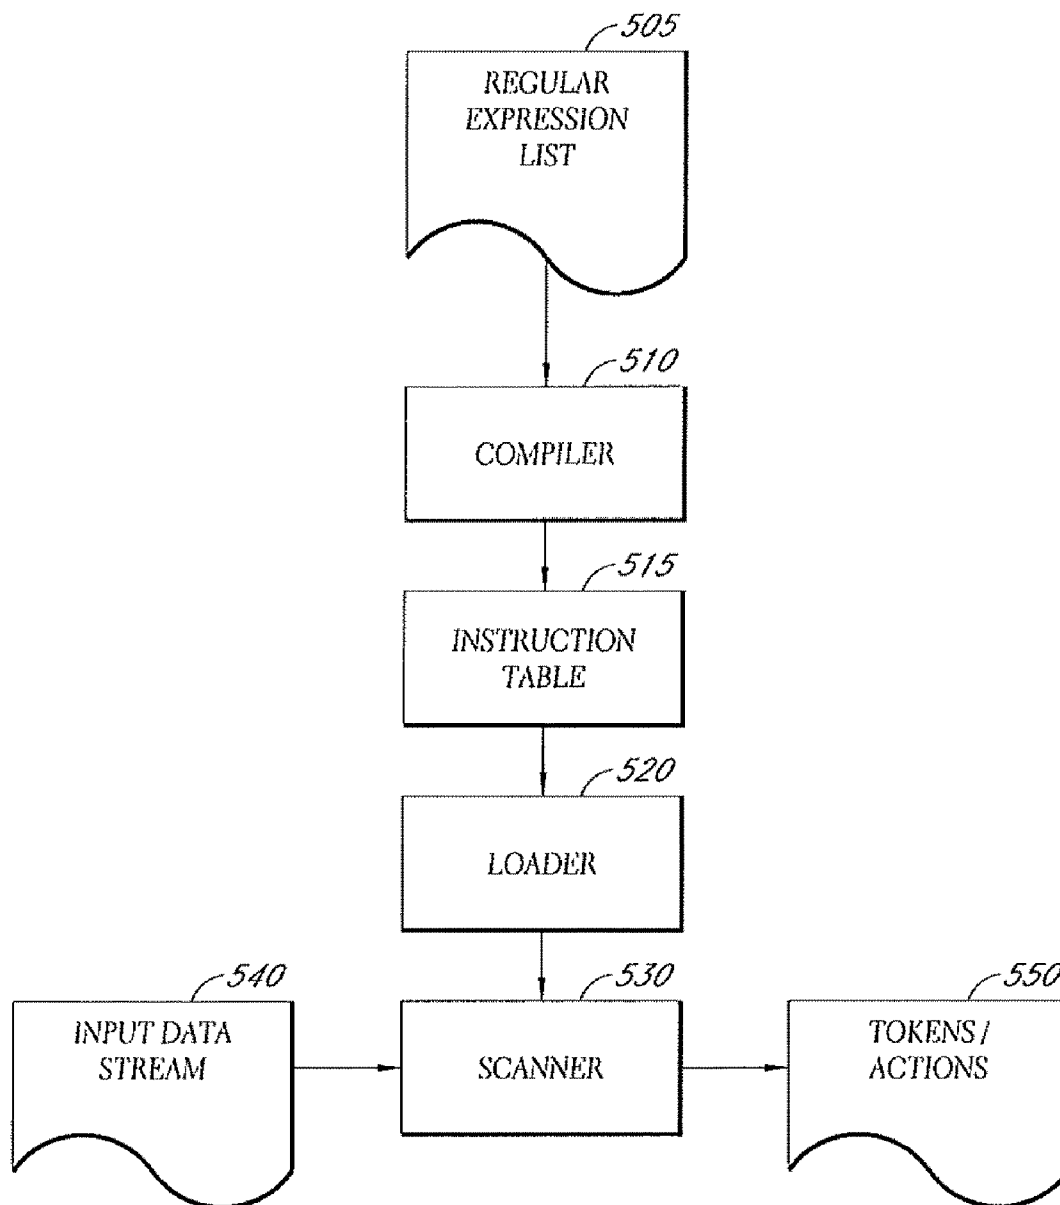 505
REGULAR
EXPRESSION
LIST
510
COMPILER
515
INSTRUCTION
TABLE
520
LOADER
540
INPUT DATA
STREAM
530
SCANNER
550
TOKENS /
ACTIONS